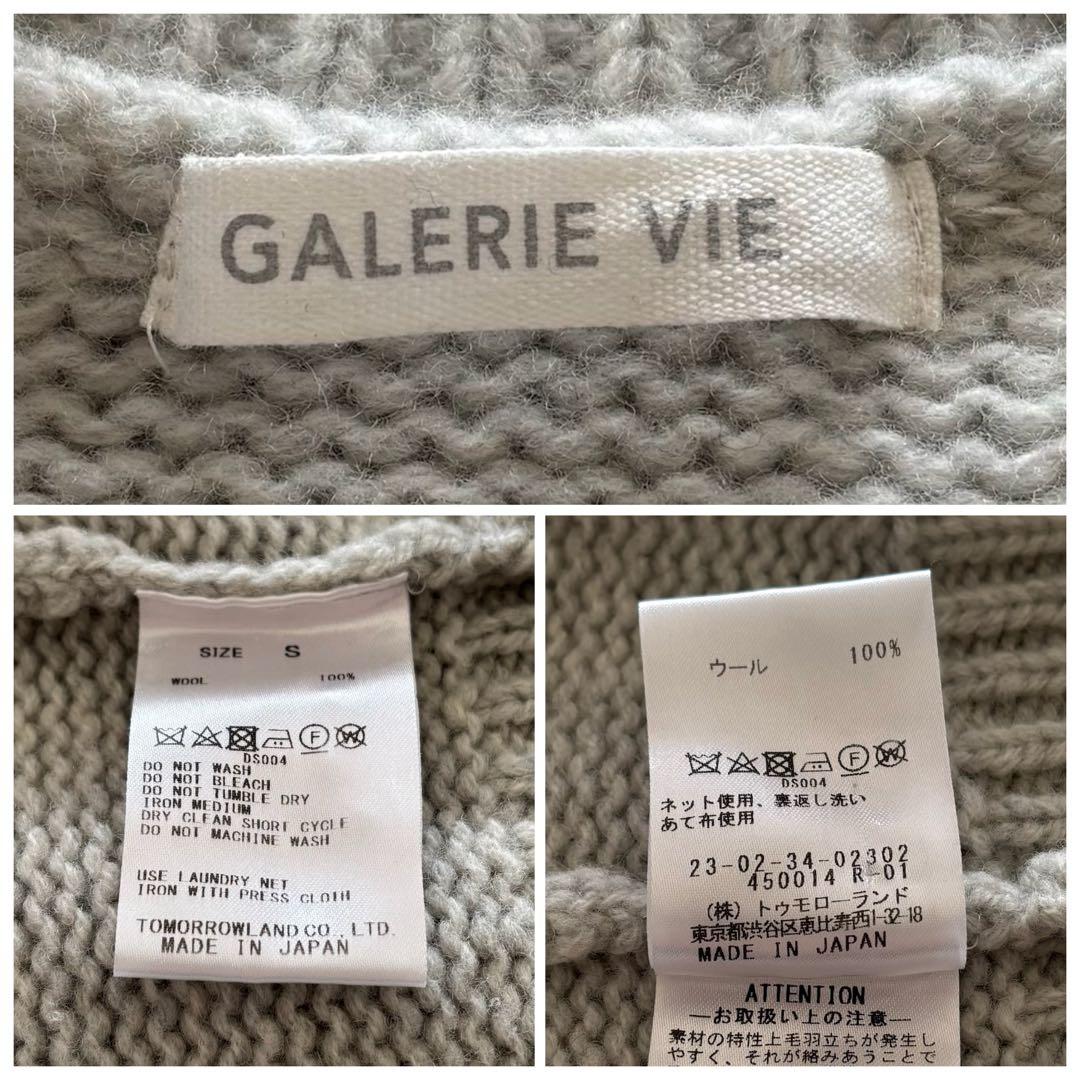 GALERIE VIE
SIZE S
WOOL 100%
DS004
DO NOT WASH
DO NOT BLEACH
DO NOT TUMBLE DRY
IRON MEDIUM
DRY CLEAN SHORT CYCLE
DO NOT MACHINE WASH
USE LAUNDRY NET
IRON WITH PRESS CLOTH
TOMORROWLAND CO., LTD.
MADE IN JAPAN
ウール 100%
DS004
ネット使用、裏返し洗い
あて布使用
23-02-34-02302
450014 R-01
(株) トゥモローランド
東京都渋谷区恵比寿西1-32-18
MADE IN JAPAN
ATTENTION
―お取扱い上の注意―
素材の特性上毛羽立ちが発生し
やすく、それが絡みあうことで